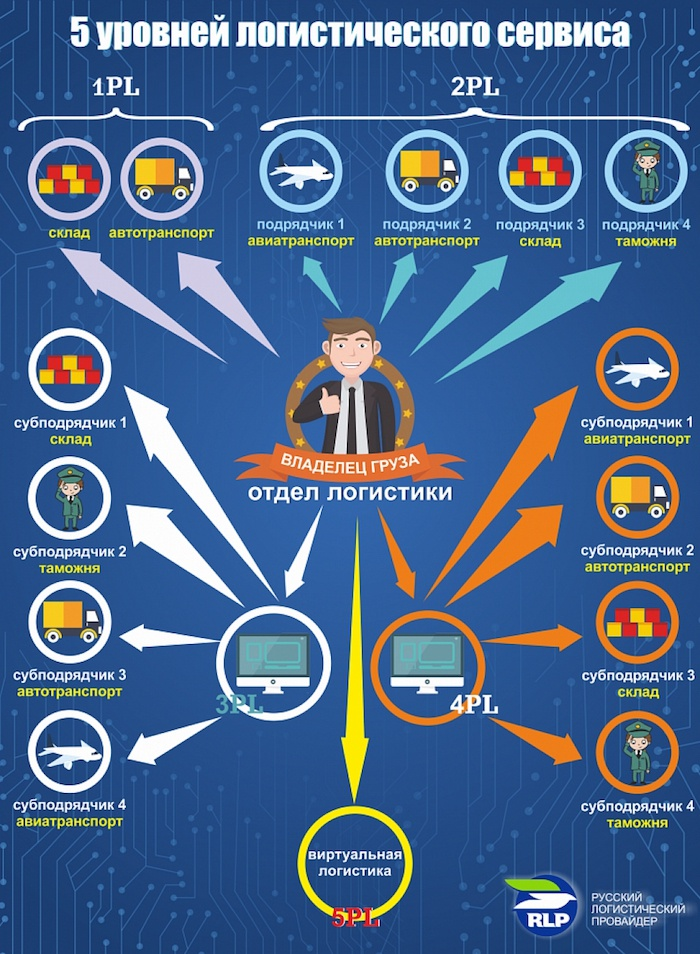 5 уровней логистического сервиса
1PL
2PL
склад
автотранспорт
подрядчик 1
авиатранспорт
подрядчик 2
автотранспорт
подрядчик 3
склад
подрядчик 4
таможня
ВЛАДЕЛЕЦ ГРУЗА
отдел логистики
субподрядчик 1
склад
субподрядчик 2
таможня
субподрядчик 3
автотранспорт
субподрядчик 4
авиатранспорт
3PL
4PL
субподрядчик 1
авиатранспорт
субподрядчик 2
автотранспорт
субподрядчик 3
склад
субподрядчик 4
таможня
виртуальная
логистика
5PL
RLP
РУССКИЙ
ЛОГИСТИЧЕСКИЙ
ПРОВАЙДЕР